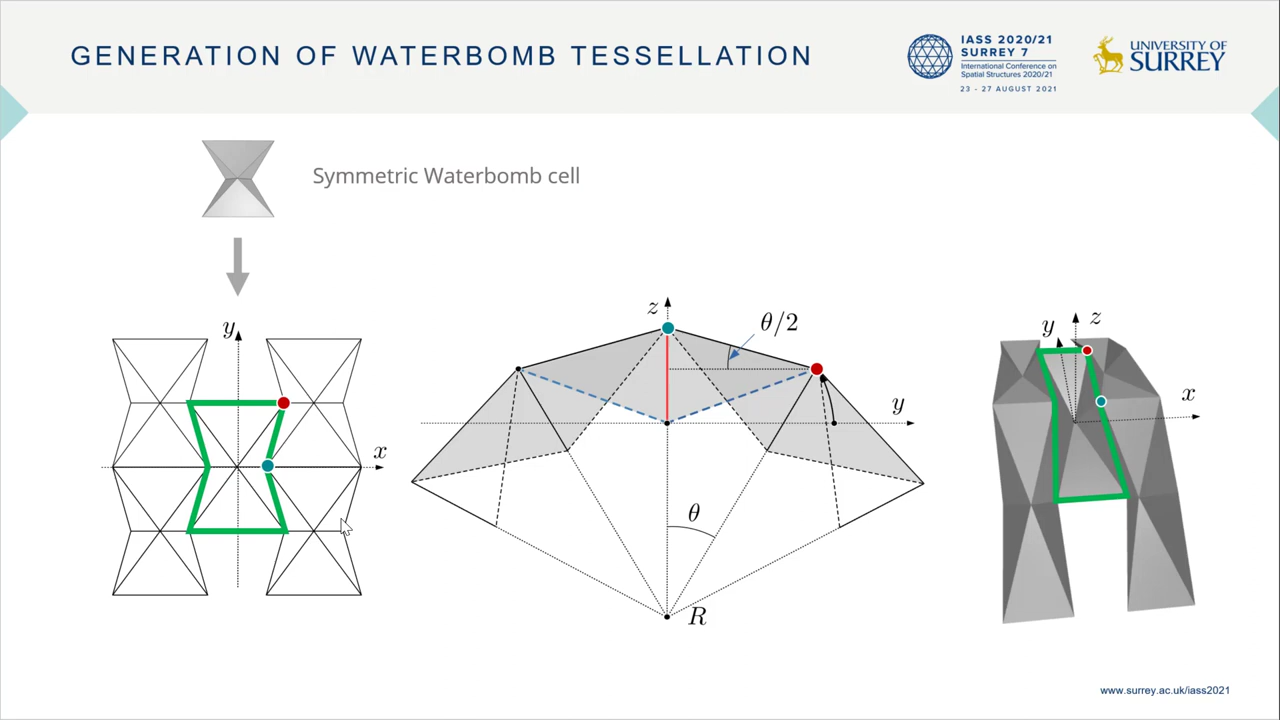 GENERATION OF WATERBOMB TESSELLATION
IASS 2020/21
SURREY 7
International Conference on
Spatial Structures 2020/21
23 - 27 AUGUST 2021
UNIVERSITY OF
SURREY
Symmetric Waterbomb cell
y
x
z
θ/2
y
θ
R
y
z
x
www.surrey.ac.uk/iass2021